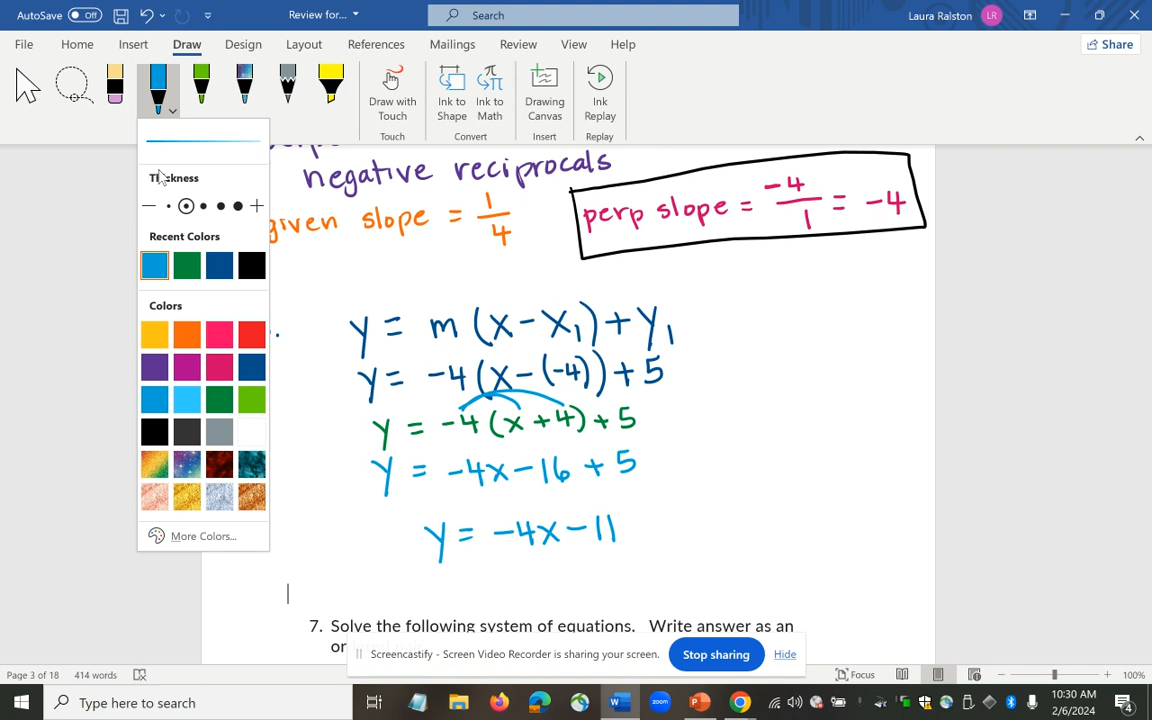 AutoSave Off Review for... Search Laura Ralston LR
File Home Insert Draw Design Layout References Mailings Review View Help Share
Draw with Touch Ink to Shape Ink to Math Drawing Canvas Ink Replay
Touch Convert Insert Replay
negative reciprocals
given slope = 1/4
perp slope = -4/1 = -4
Thickness
Recent Colors
Colors
More Colors...
y = m (x - x₁) + y₁
y = -4(x - (-4)) + 5
y = -4(x + 4) + 5
y = -4x - 16 + 5
y = -4x - 11
7. Solve the following system of equations. Write answer as an
or
Screencastify - Screen Video Recorder is sharing your screen. Stop sharing Hide
Page 3 of 18 414 words Focus 100%
Type here to search 10:30 AM
2/6/2024 4